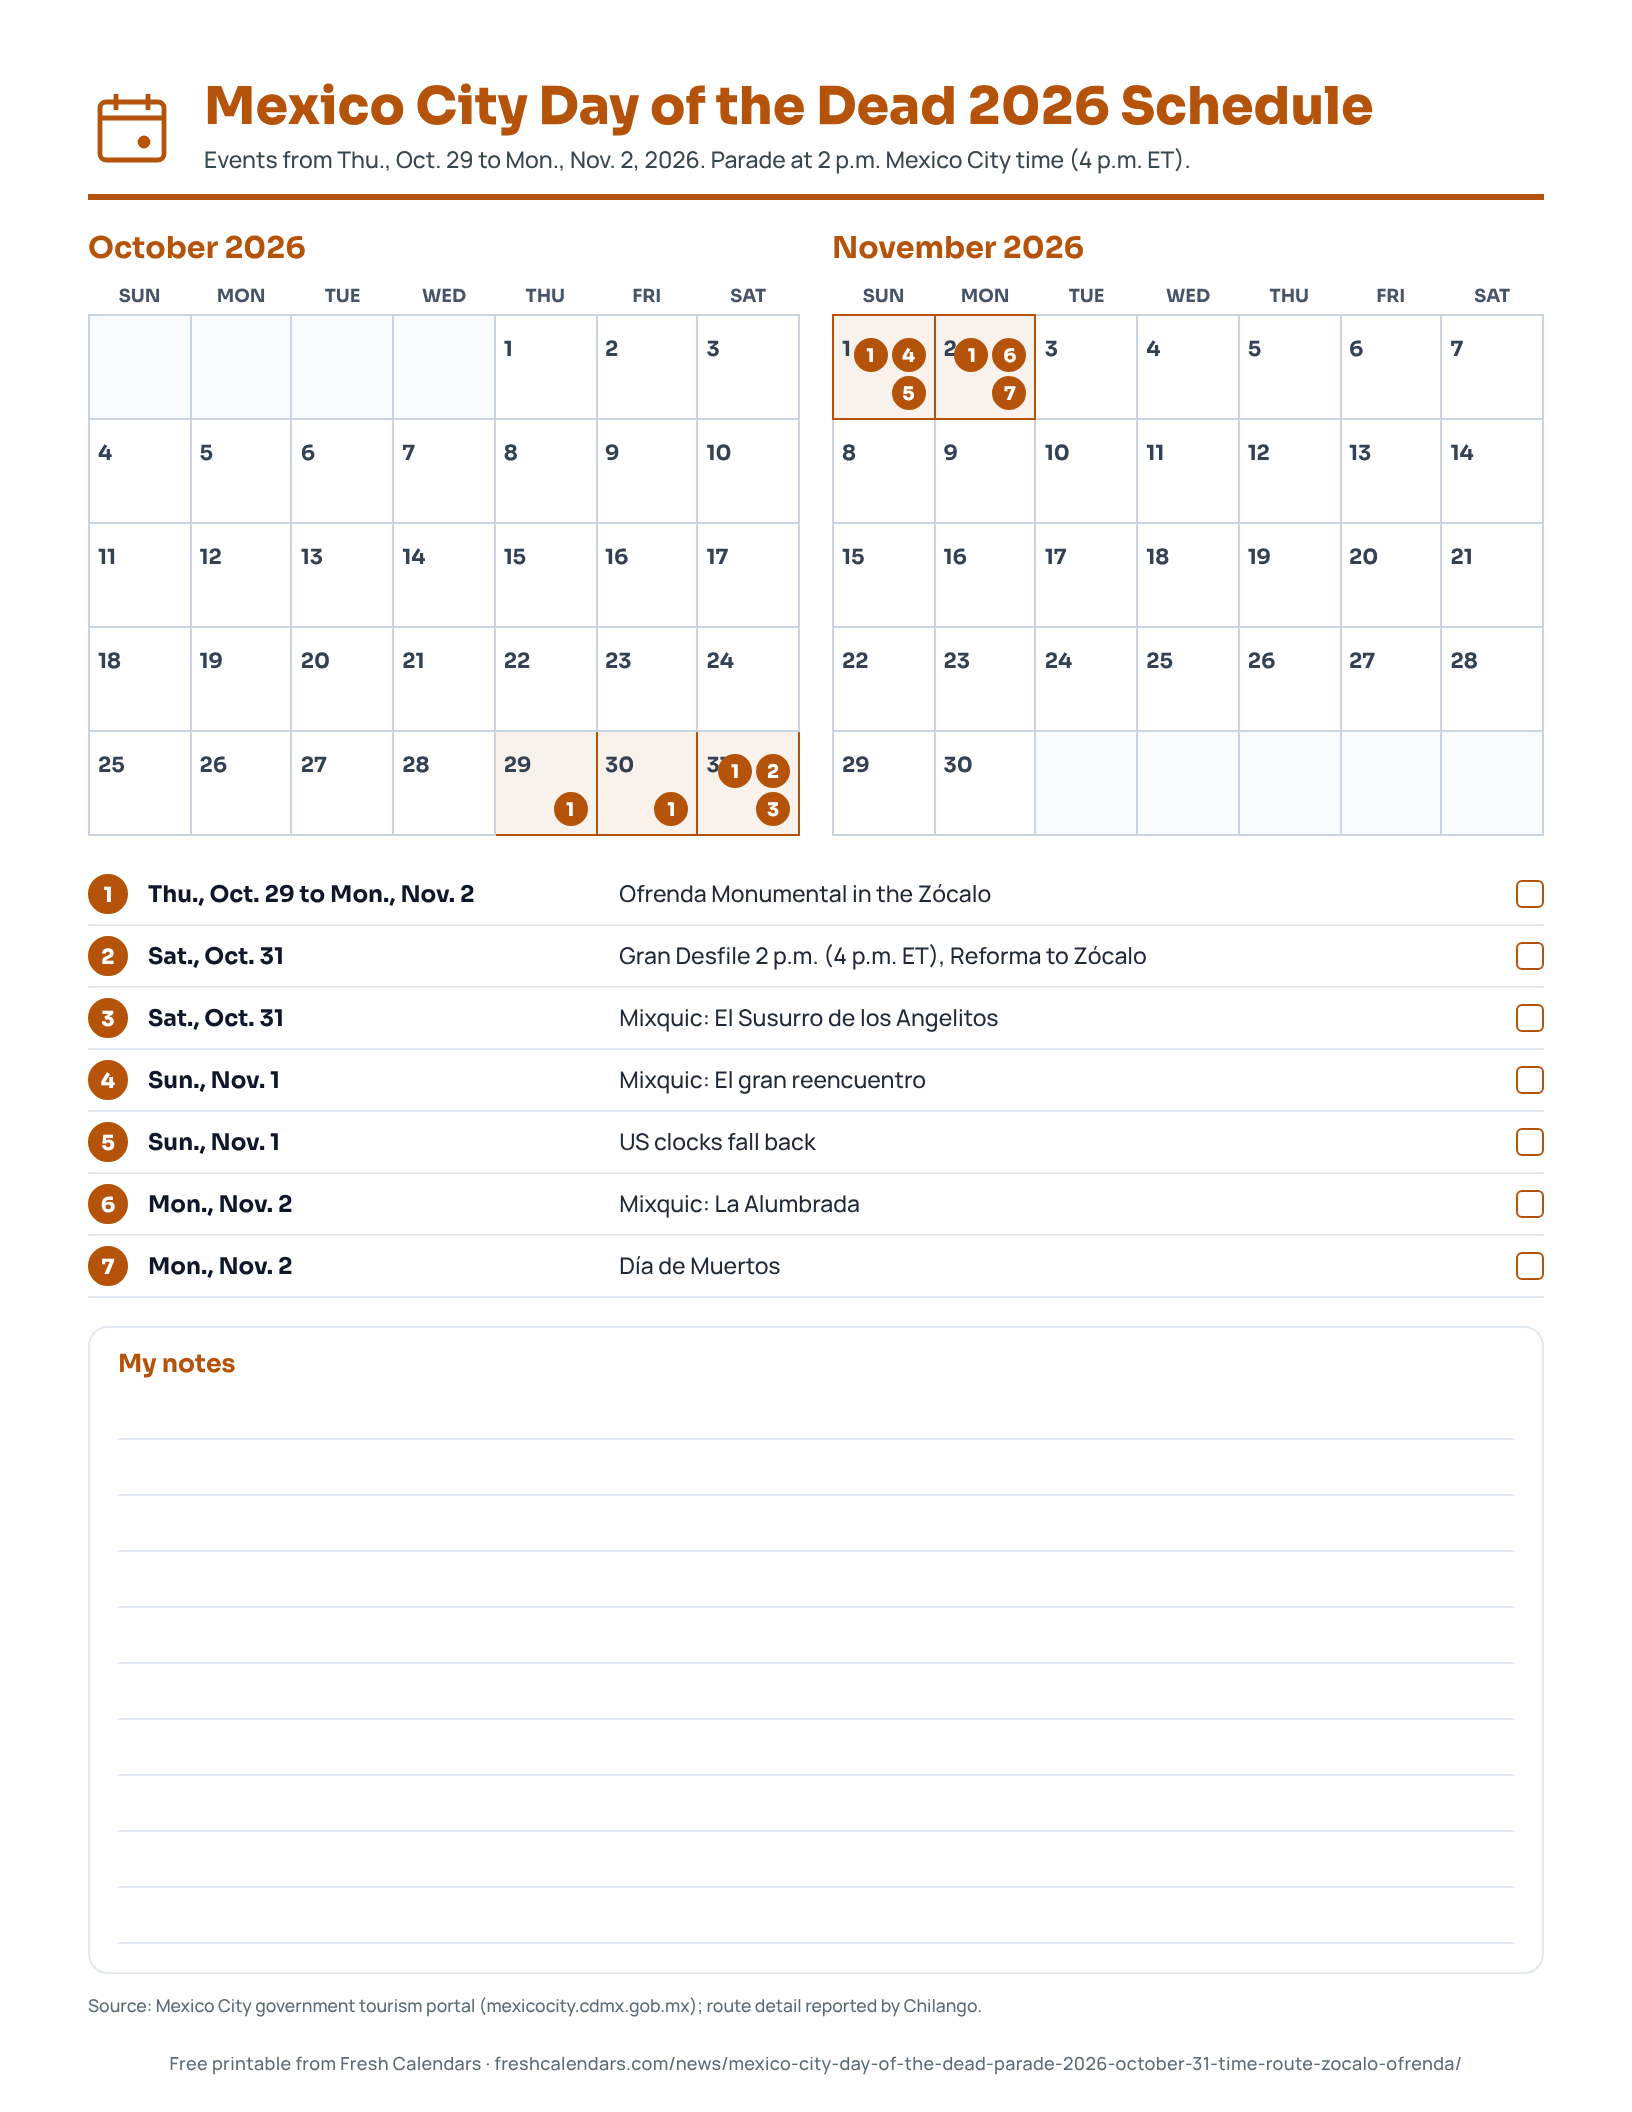 Mexico City Day of the Dead 2026 Schedule
Events from Thu., Oct. 29 to Mon., Nov. 2, 2026. Parade at 2 p.m. Mexico City time (4 p.m. ET).
October 2026
SUN MON TUE WED THU FRI SAT
1 2 3
4 5 6 7 8 9 10
11 12 13 14 15 16 17
18 19 20 21 22 23 24
25 26 27 28 29 1 30 1 1 2 3
November 2026
SUN MON TUE WED THU FRI SAT
1 1 4 5 2 1 6 7 3 4 5 6 7
8 9 10 11 12 13 14
15 16 17 18 19 20 21
22 23 24 25 26 27 28
29 30
1 Thu., Oct. 29 to Mon., Nov. 2 Ofrenda Monumental in the Zócalo
2 Sat., Oct. 31 Gran Desfile 2 p.m. (4 p.m. ET), Reforma to Zócalo
3 Sat., Oct. 31 Mixquic: El Susurro de los Angelitos
4 Sun., Nov. 1 Mixquic: El gran reencuentro
5 Sun., Nov. 1 US clocks fall back
6 Mon., Nov. 2 Mixquic: La Alumbrada
7 Mon., Nov. 2 Día de Muertos
My notes
Source: Mexico City government tourism portal (mexicocity.cdmx.gob.mx); route detail reported by Chilango.
Free printable from Fresh Calendars · freshcalendars.com/news/mexico-city-day-of-the-dead-parade-2026-october-31-time-route-zocalo-ofrenda/